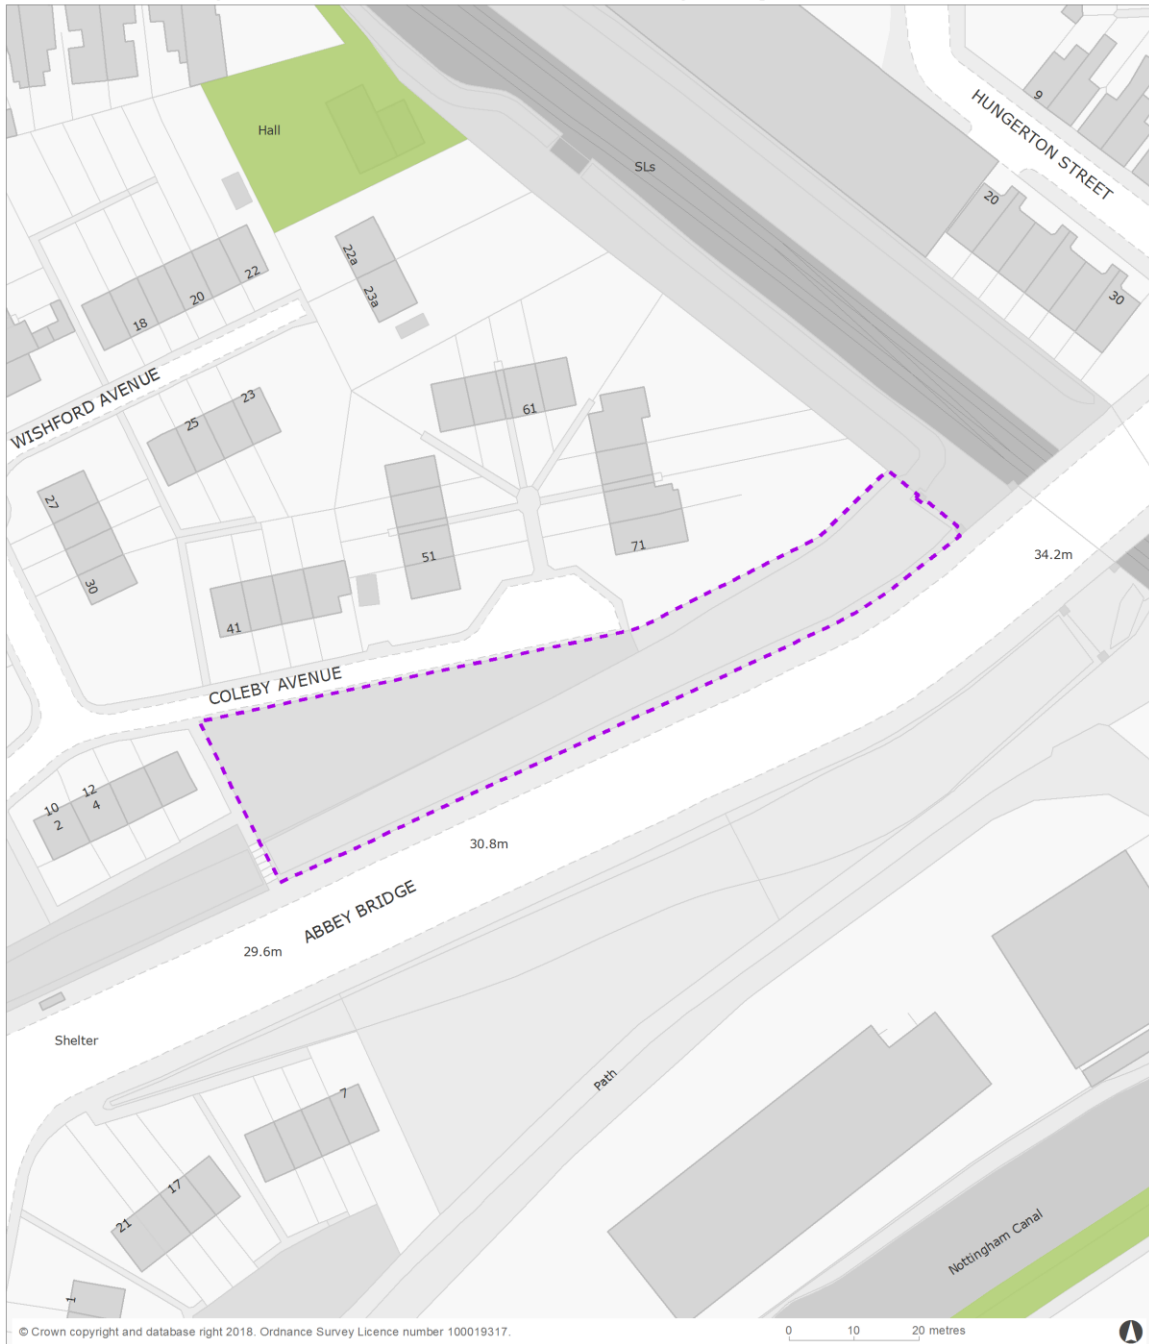 Hall
SLs
HUNGERTON STREET
9
20
30
22a
23a
22
20
18
WISHFORD AVENUE
23
25
27
30
61
51
71
41
34.2m
COLEBY AVENUE
10
12
2
4
30.8m
ABBEY BRIDGE
29.6m
Shelter
Path
7
17
21
1
Nottingham Canal
© Crown copyright and database right 2018. Ordnance Survey Licence number 100019317.
0 10 20 metres